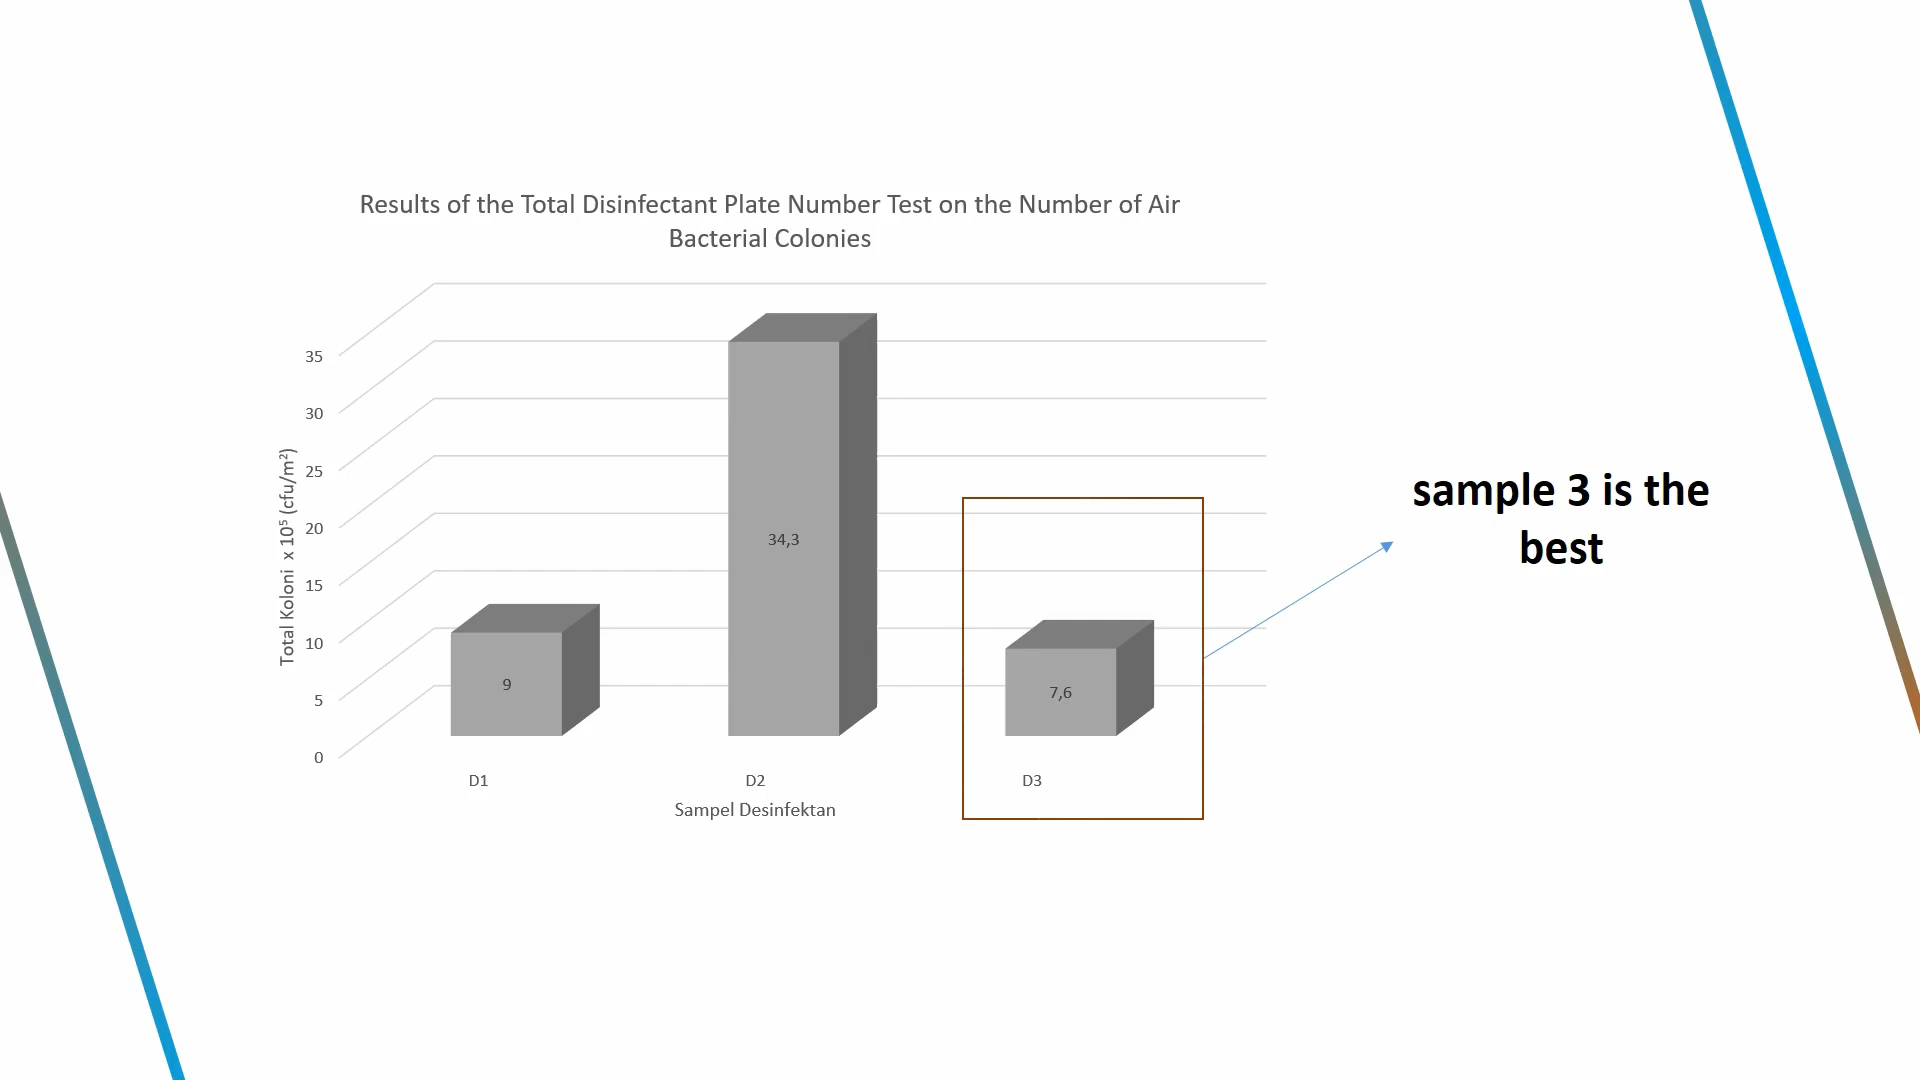 Results of the Total Disinfectant Plate Number Test on the Number of Air
Bacterial Colonies
Total Koloni x 10⁵ (cfu/m²)
35
30
25
20
15
10
5
0
9
34,3
7,6
D1
D2
D3
Sampel Desinfektan
sample 3 is the
best